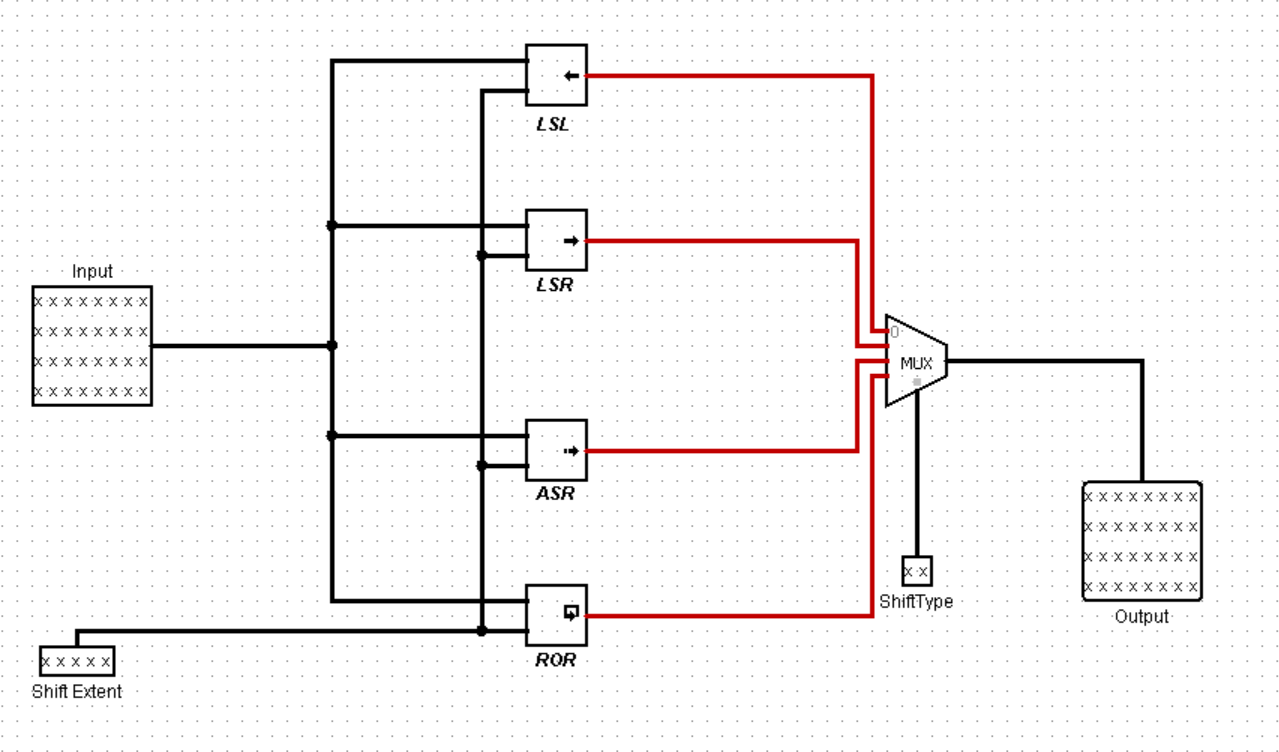 LSL
LSR
Input
x x x x x x x x
x x x x x x x x
x x x x x x x x
x x x x x x x x
0
MUX
ASR
x x x x x x x x
x x x x x x x x
x x x x x x x x
x x x x x x x x
x x
ShiftType
Output
ROR
x x x x x
Shift Extent